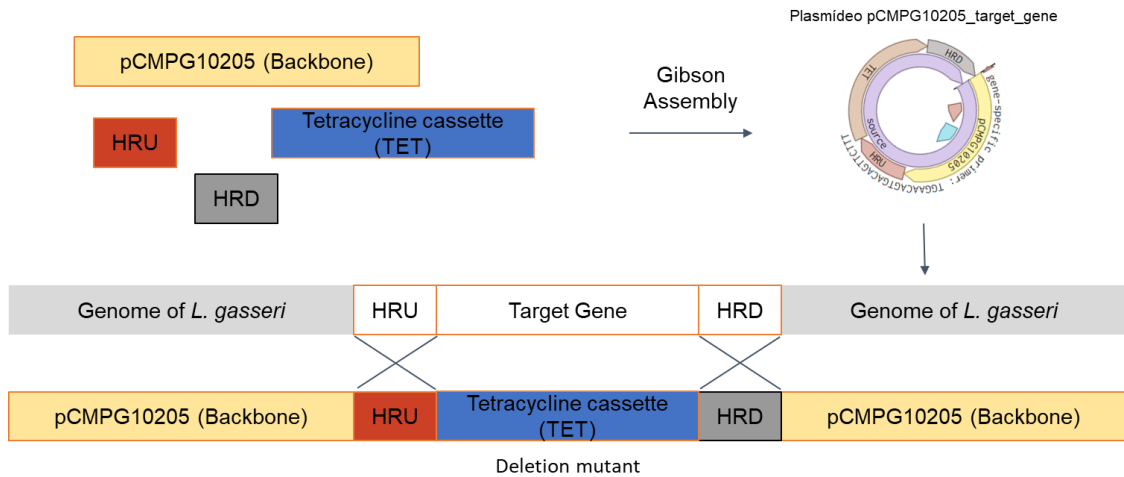 Plasmídeo pCMPG10205_target_gene
pCMPG10205 (Backbone)
HRU
Tetracycline cassette
(TET)
HRD
Gibson
Assembly
TET
HRD
source
HRU
pCMPG10205
gene-specific primer: TGGAACAGTGACAGTTCTTT
Genome of L. gasseri
HRU
Target Gene
HRD
Genome of L. gasseri
pCMPG10205 (Backbone)
HRU
Tetracycline cassette
(TET)
HRD
pCMPG10205 (Backbone)
Deletion mutant